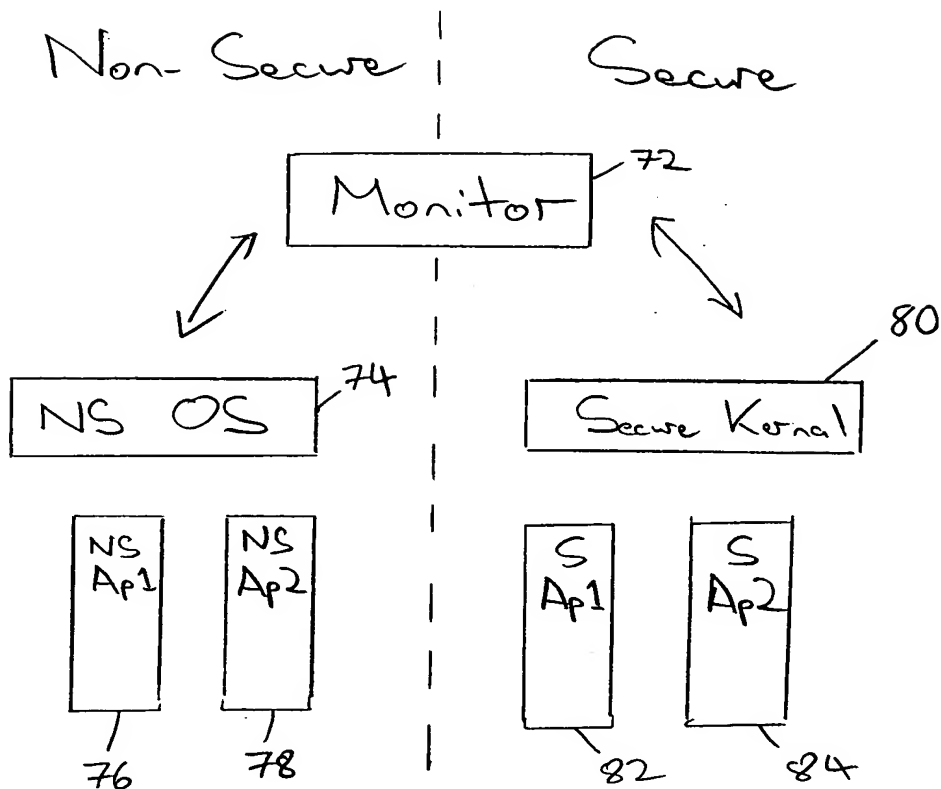 Non-Secure
Secure
Monitor
72
80
74
NS OS
Secure Kernal
NS
Ap1
NS
Ap2
S
Ap1
S
Ap2
76
78
82
84